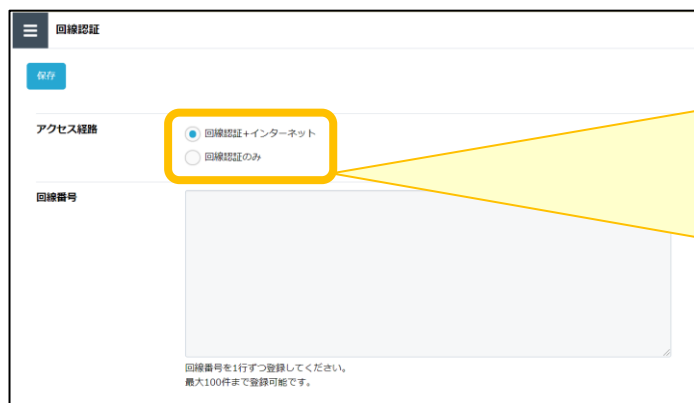 回線認証
保存
アクセス経路
回線認証+インターネット
回線認証のみ
回線番号
回線番号を1行ずつ登録してください。
最大100件まで登録可能です。